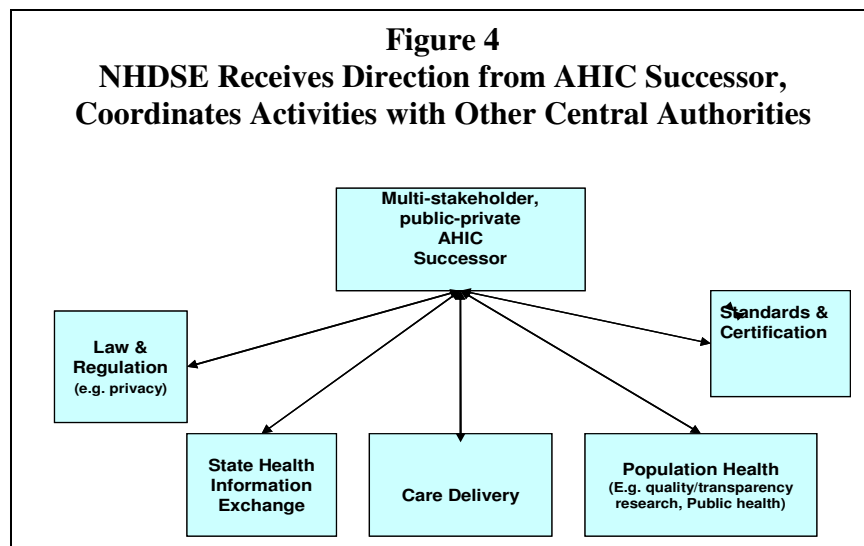 Figure 4
NHDSE Receives Direction from AHIC Successor,
Coordinates Activities with Other Central Authorities
Multi-stakeholder,
public-private
AHIC
Successor
Law &
Regulation
(e.g. privacy)
Standards &
Certification
State Health
Information
Exchange
Care Delivery
Population Health
(E.g. quality/transparency
research, Public health)